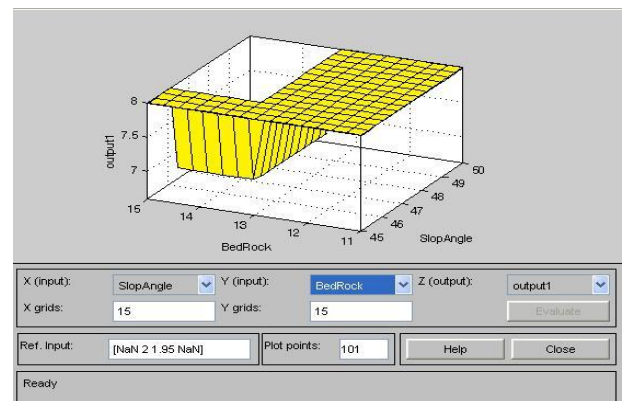 8
7.5
7
output1
15
14
13
12
11
BedRock
45
46
47
48
49
50
SlopAngle
X (input):
SlopAngle
Y (input):
BedRock
Z (output):
output1
X grids:
15
Y grids:
15
Evaluate
Ref. Input:
[NaN 2 1.95 NaN]
Plot points:
101
Help
Close
Ready